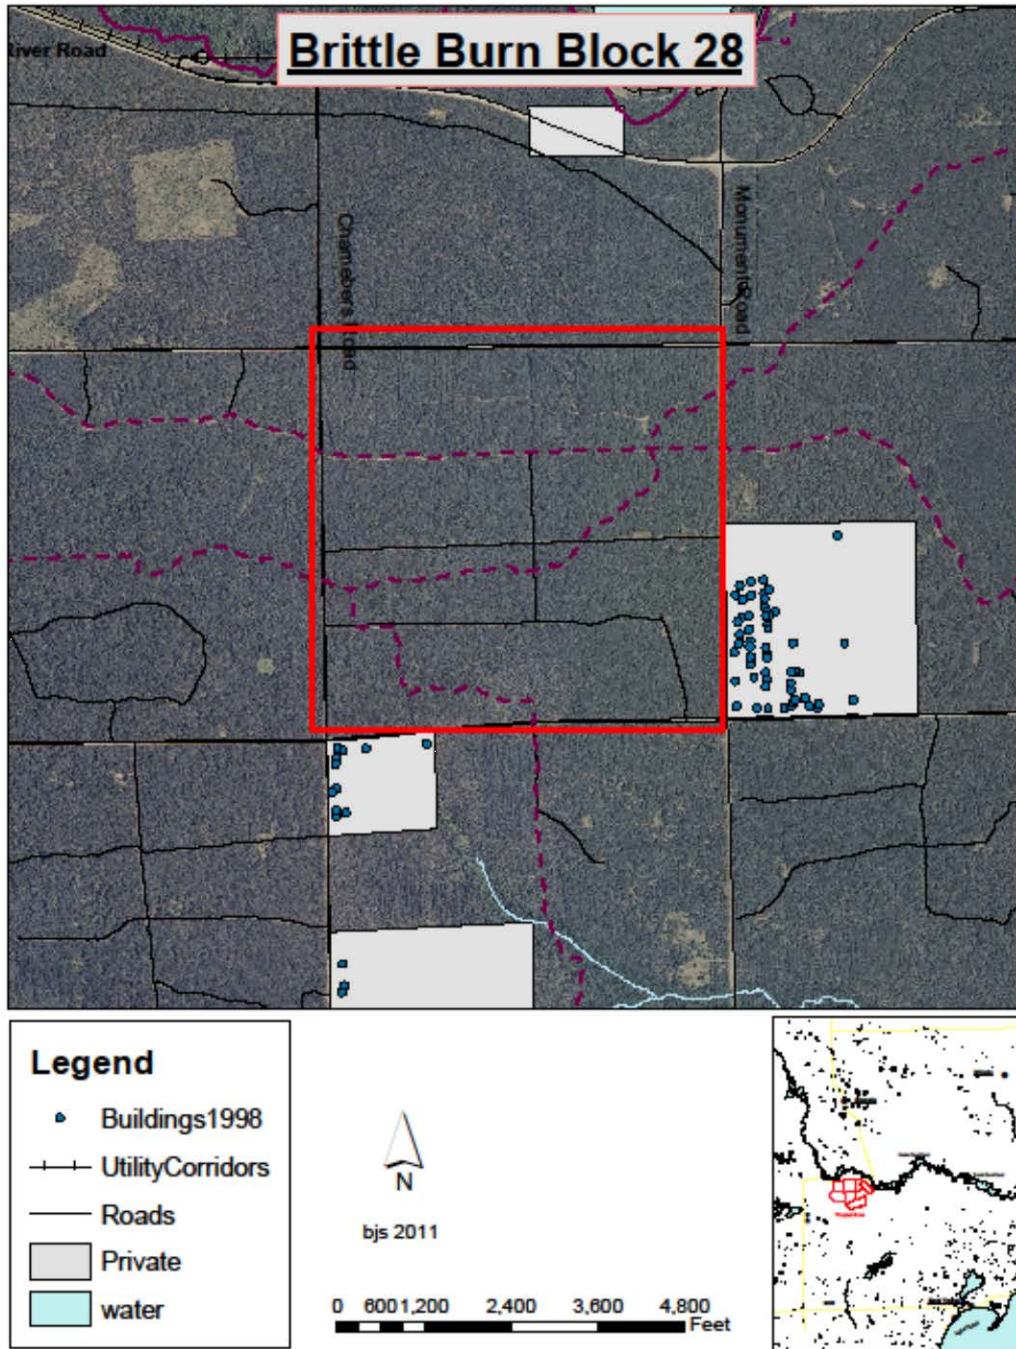 Brittle Burn Block 28
River Road
Chambers Road
Monument Road
Legend
Buildings1998
UtilityCorridors
Roads
Private
water
N
bjs 2011
0 600 1,200 2,400 3,600 4,800
Feet